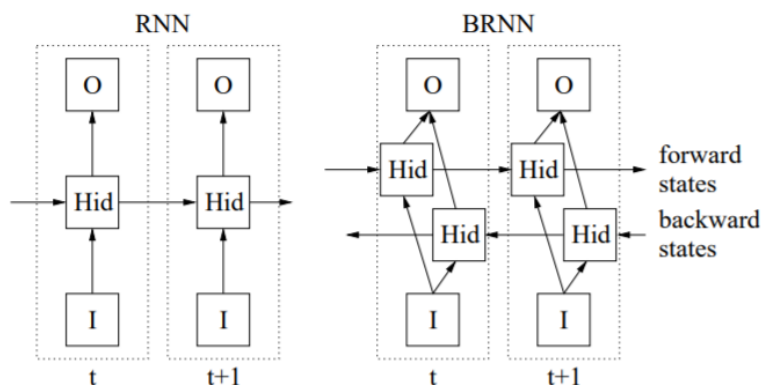 RNN
BRNN
O
O
O
O
Hid
Hid
Hid
Hid
forward
states
Hid
Hid
backward
states
I
I
I
I
t
t+1
t
t+1